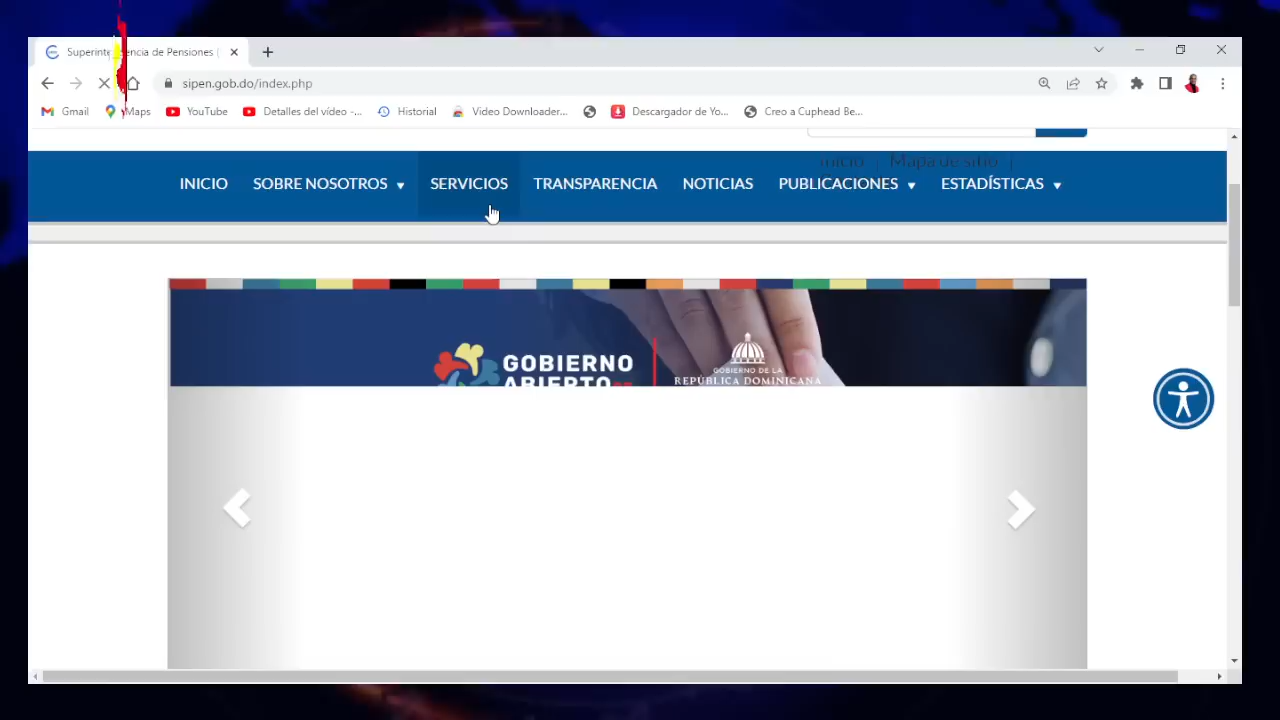 Superinte encia de Pensiones |
sipen.gob.do/index.php
Gmail Maps YouTube Detalles del vídeo -... Historial Video Downloader... Descargador de Yo... Creo a Cuphead Be...
Inicio | Mapa de sitio |
INICIO SOBRE NOSOTROS SERVICIOS TRANSPARENCIA NOTICIAS PUBLICACIONES ESTADÍSTICAS
GOBIERNO
ABIERTO
GOBIERNO DE LA
REPÚBLICA DOMINICANA